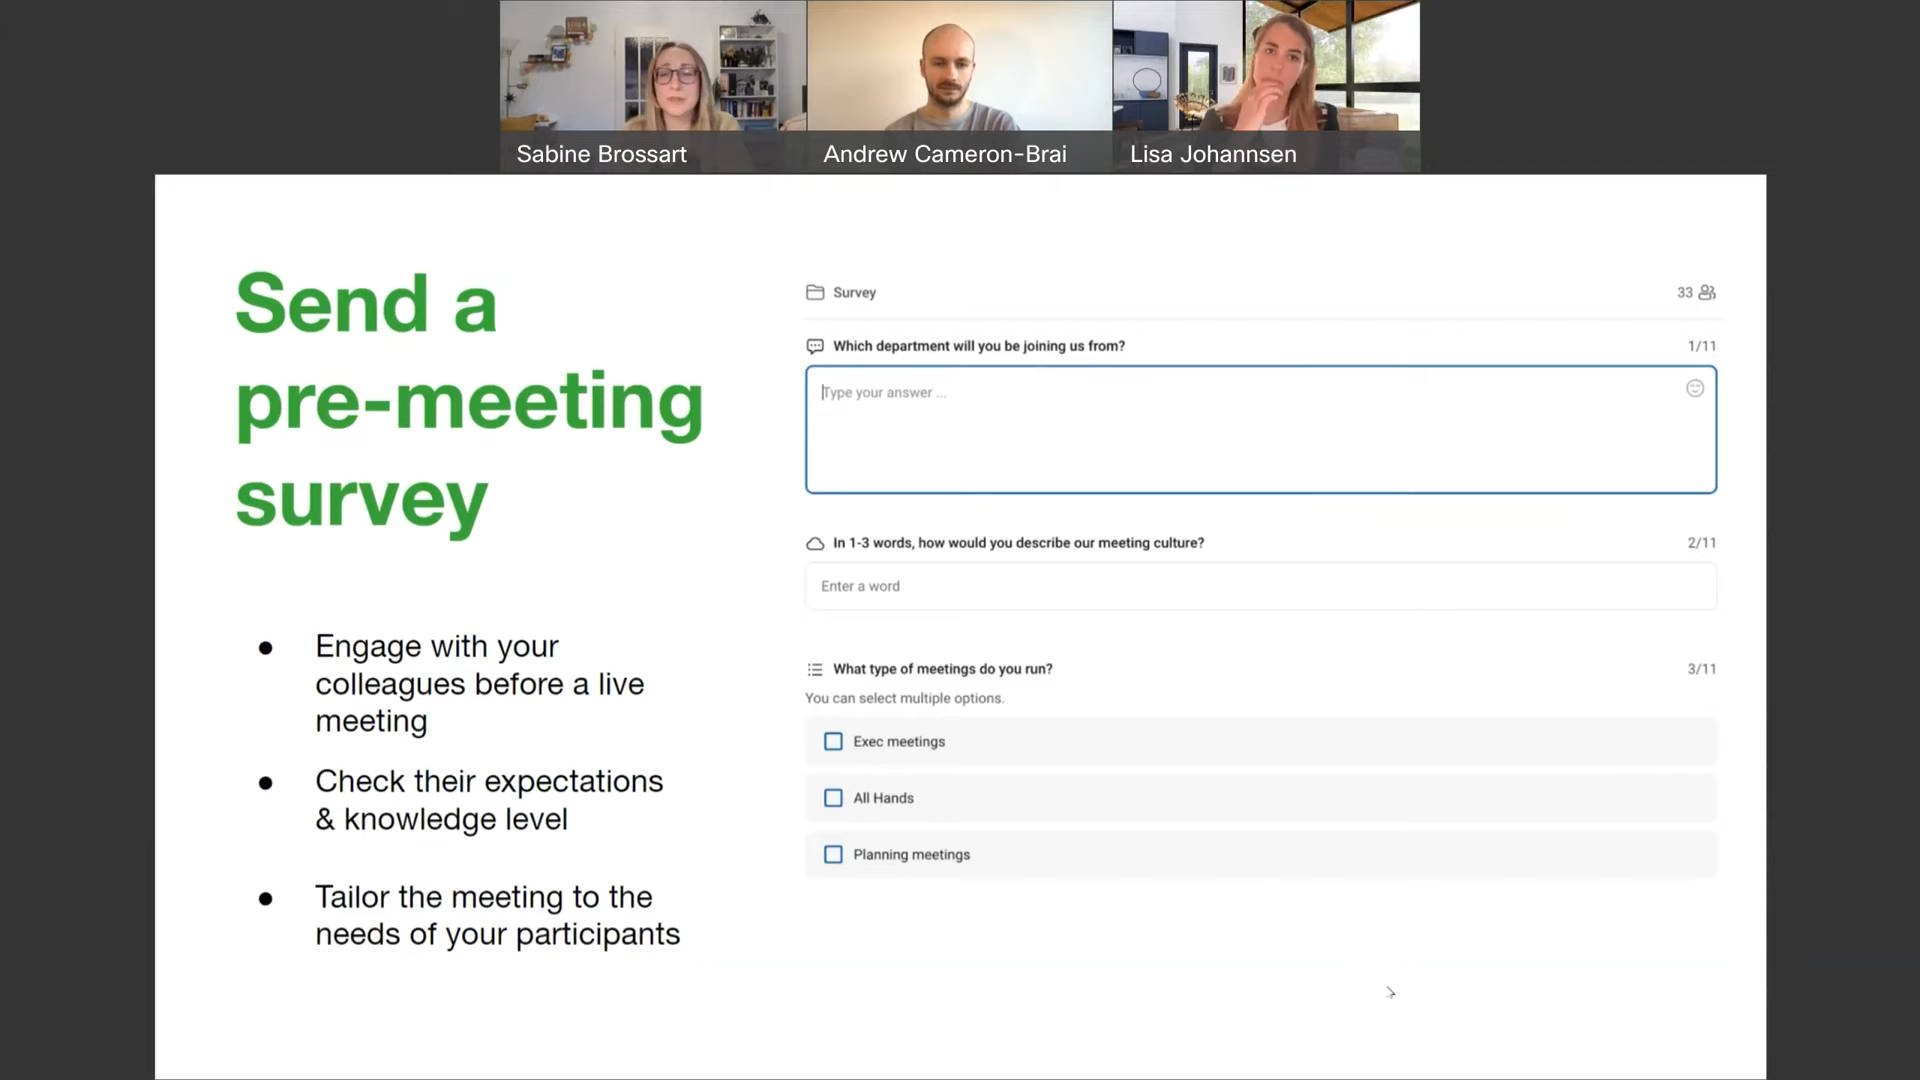 Sabine Brossart
Andrew Cameron-Brai
Lisa Johannsen
Send a
pre-meeting
survey
● Engage with your
colleagues before a live
meeting
● Check their expectations
& knowledge level
● Tailor the meeting to the
needs of your participants
Survey 33
Which department will you be joining us from? 1/11
Type your answer ...
In 1-3 words, how would you describe our meeting culture? 2/11
Enter a word
What type of meetings do you run? 3/11
You can select multiple options.
Exec meetings
All Hands
Planning meetings